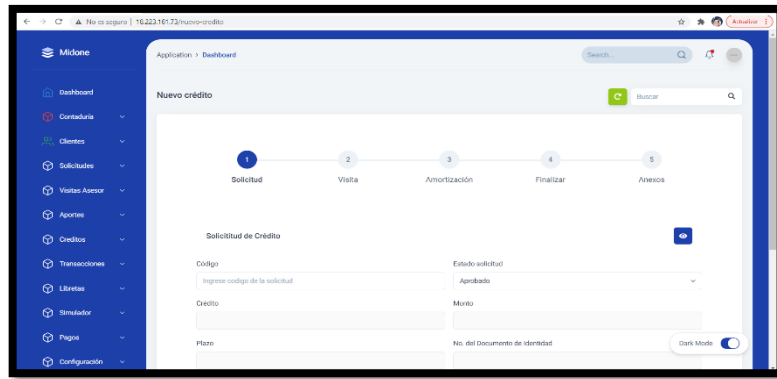 No es seguro | 10.223.161.73/nuevo-credito
Actualizar
Midone
Application > Dashboard
Search...
Dashboard
Contaduría
Clientes
Solicitudes
Visitas Asesor
Aportes
Creditos
Transacciones
Libretas
Simulador
Pagos
Configuración
Nuevo crédito
Buscar
1 2 3 4 5
Solicitud Visita Amortización Finalizar Anexos
Solicititud de Crédito
Código Estado solicitud
Ingrese codigo de la solicitud Aprobado
Crédito Monto
Plazo No. del Documento de identidad
Dark Mode